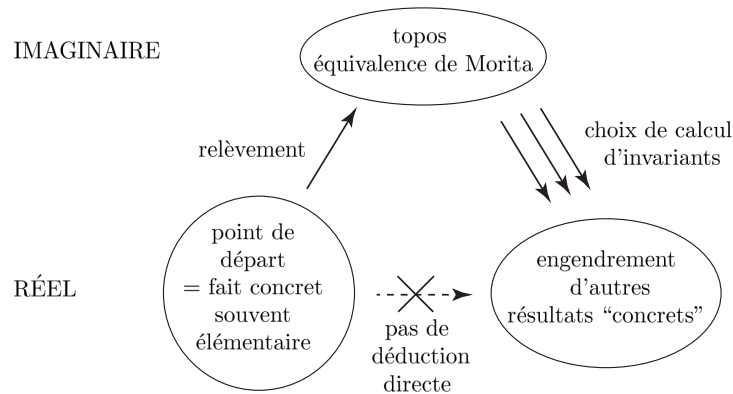 IMAGINAIRE
topos
équivalence de Morita
relèvement
choix de calcul
d'invariants
RÉEL
point de
départ
= fait concret
souvent
élémentaire
pas de
déduction
directe
engendrement
d'autres
résultats “concrets”